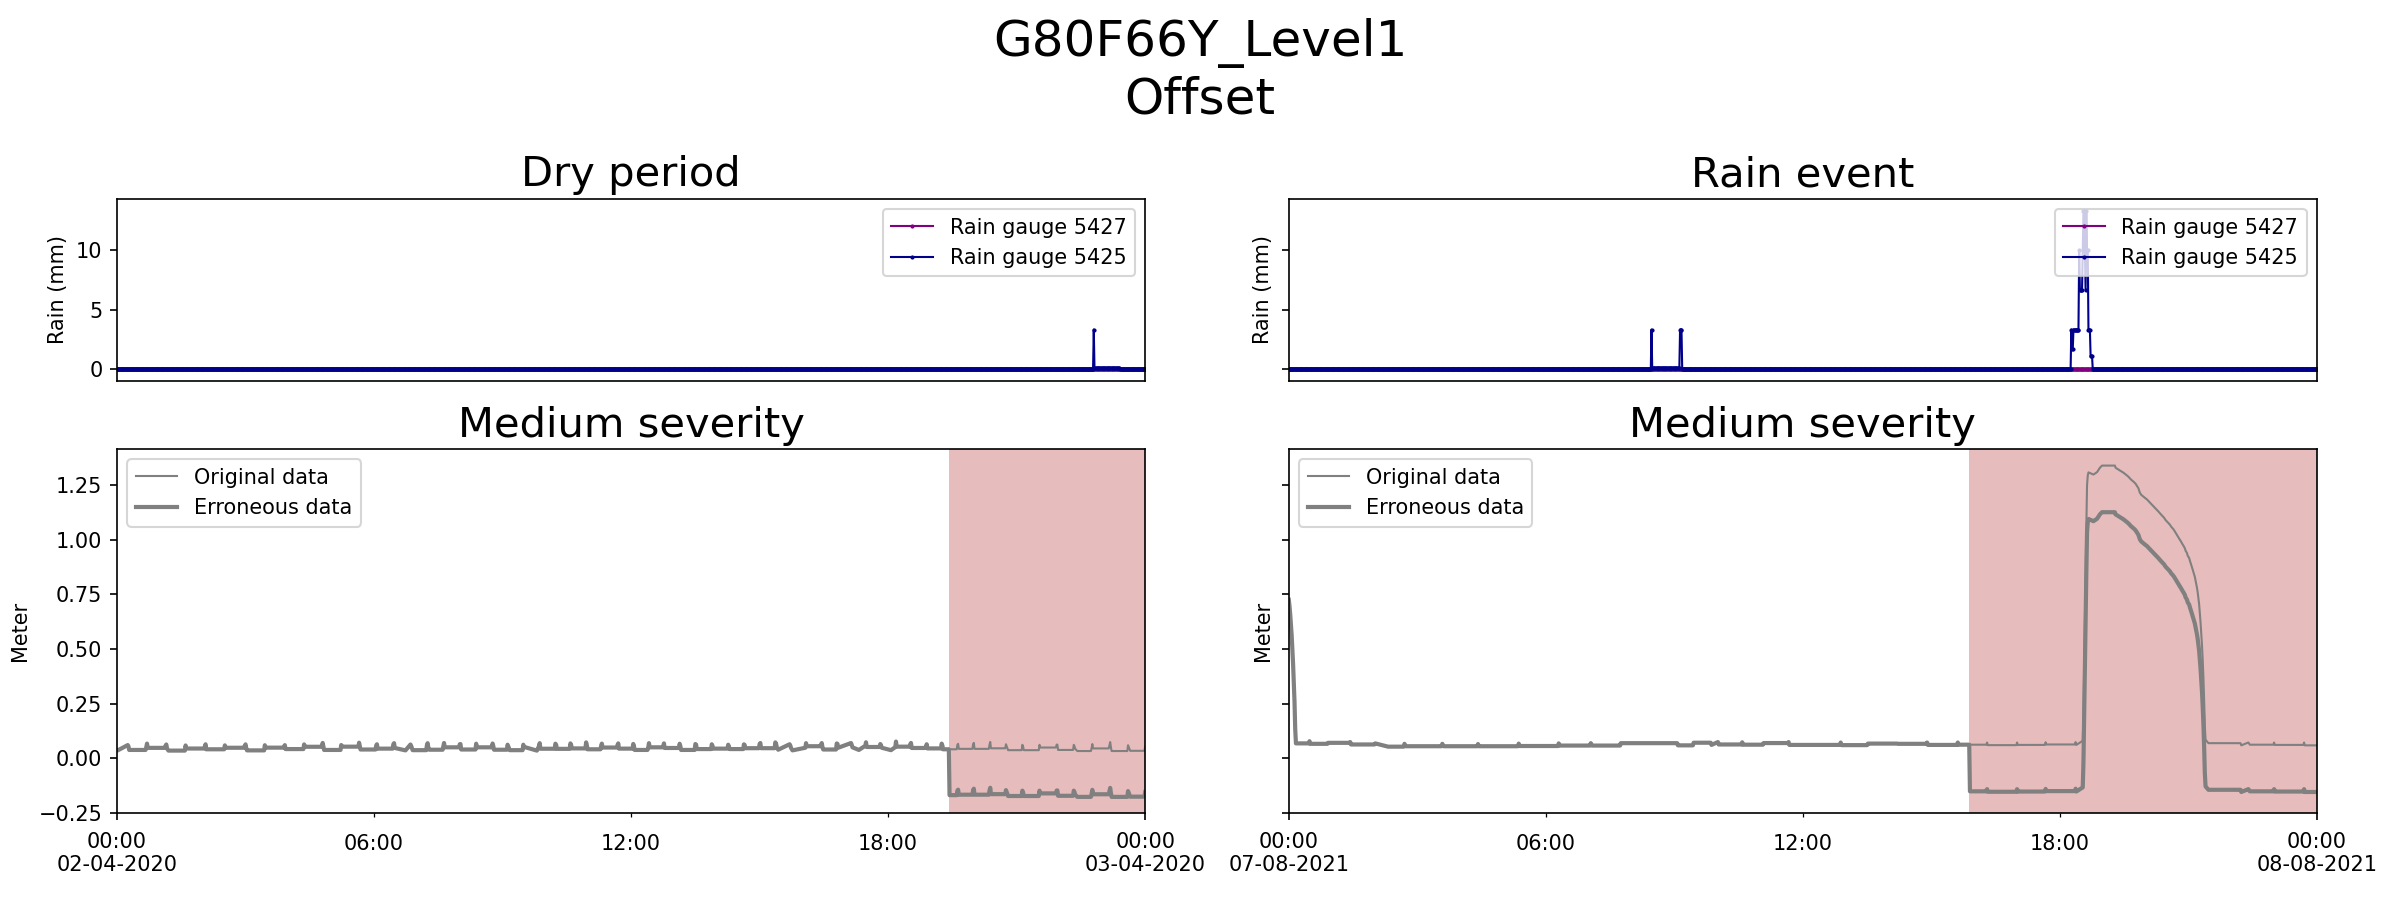 G80F66Y_Level1
Offset
Dry period
Rain event
Rain (mm)
10
5
0
Rain gauge 5427
Rain gauge 5425
Rain (mm)
Rain gauge 5427
Rain gauge 5425
Medium severity
Medium severity
Meter
1.25
1.00
0.75
0.50
0.25
0.00
−0.25
Original data
Erroneous data
Meter
Original data
Erroneous data
00:00
02-04-2020
06:00
12:00
18:00
00:00
03-04-2020
00:00
07-08-2021
06:00
12:00
18:00
00:00
08-08-2021